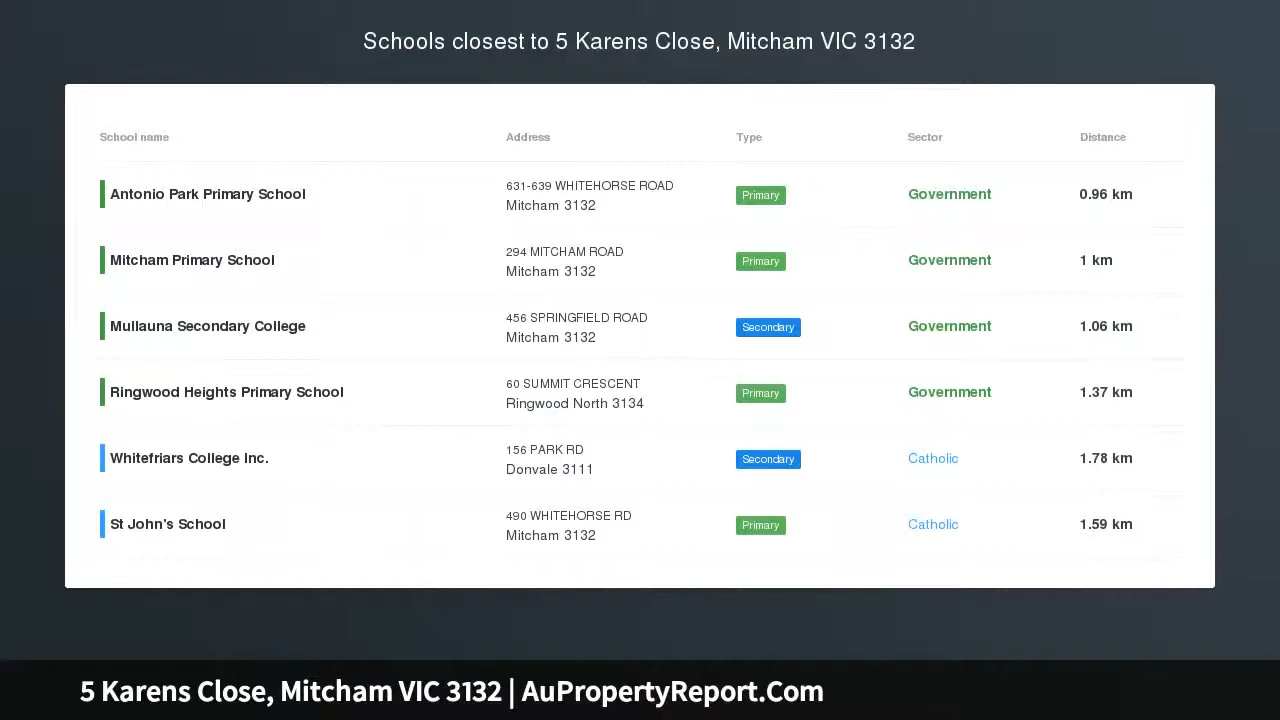 Schools closest to 5 Karens Close, Mitcham VIC 3132
School name Address Type Sector Distance
Antonio Park Primary School 631-639 WHITEHORSE ROAD Mitcham 3132 Primary Government 0.96 km
Mitcham Primary School 294 MITCHAM ROAD Mitcham 3132 Primary Government 1 km
Mullauna Secondary College 456 SPRINGFIELD ROAD Mitcham 3132 Secondary Government 1.06 km
Ringwood Heights Primary School 60 SUMMIT CRESCENT Ringwood North 3134 Primary Government 1.37 km
Whitefriars College Inc. 156 PARK RD Donvale 3111 Secondary Catholic 1.78 km
St John's School 490 WHITEHORSE RD Mitcham 3132 Primary Catholic 1.59 km
5 Karens Close, Mitcham VIC 3132 | AuPropertyReport.Com